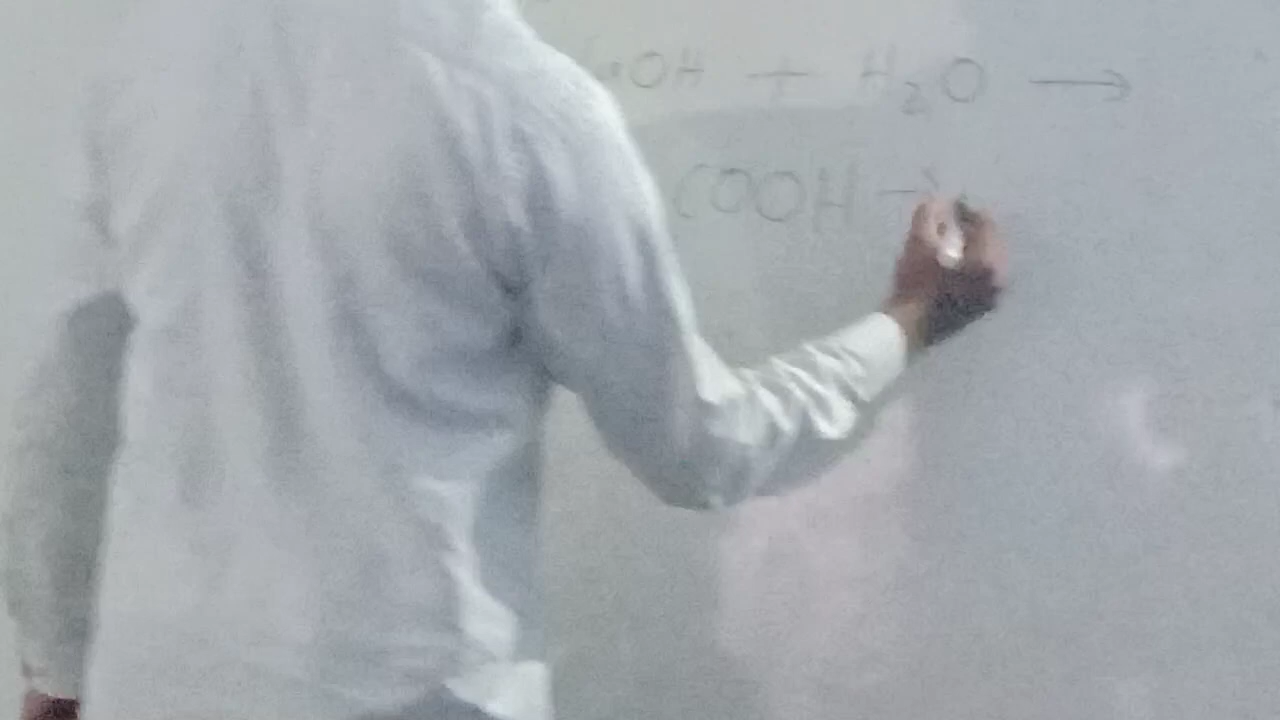 OH + H₂O →
COOH →